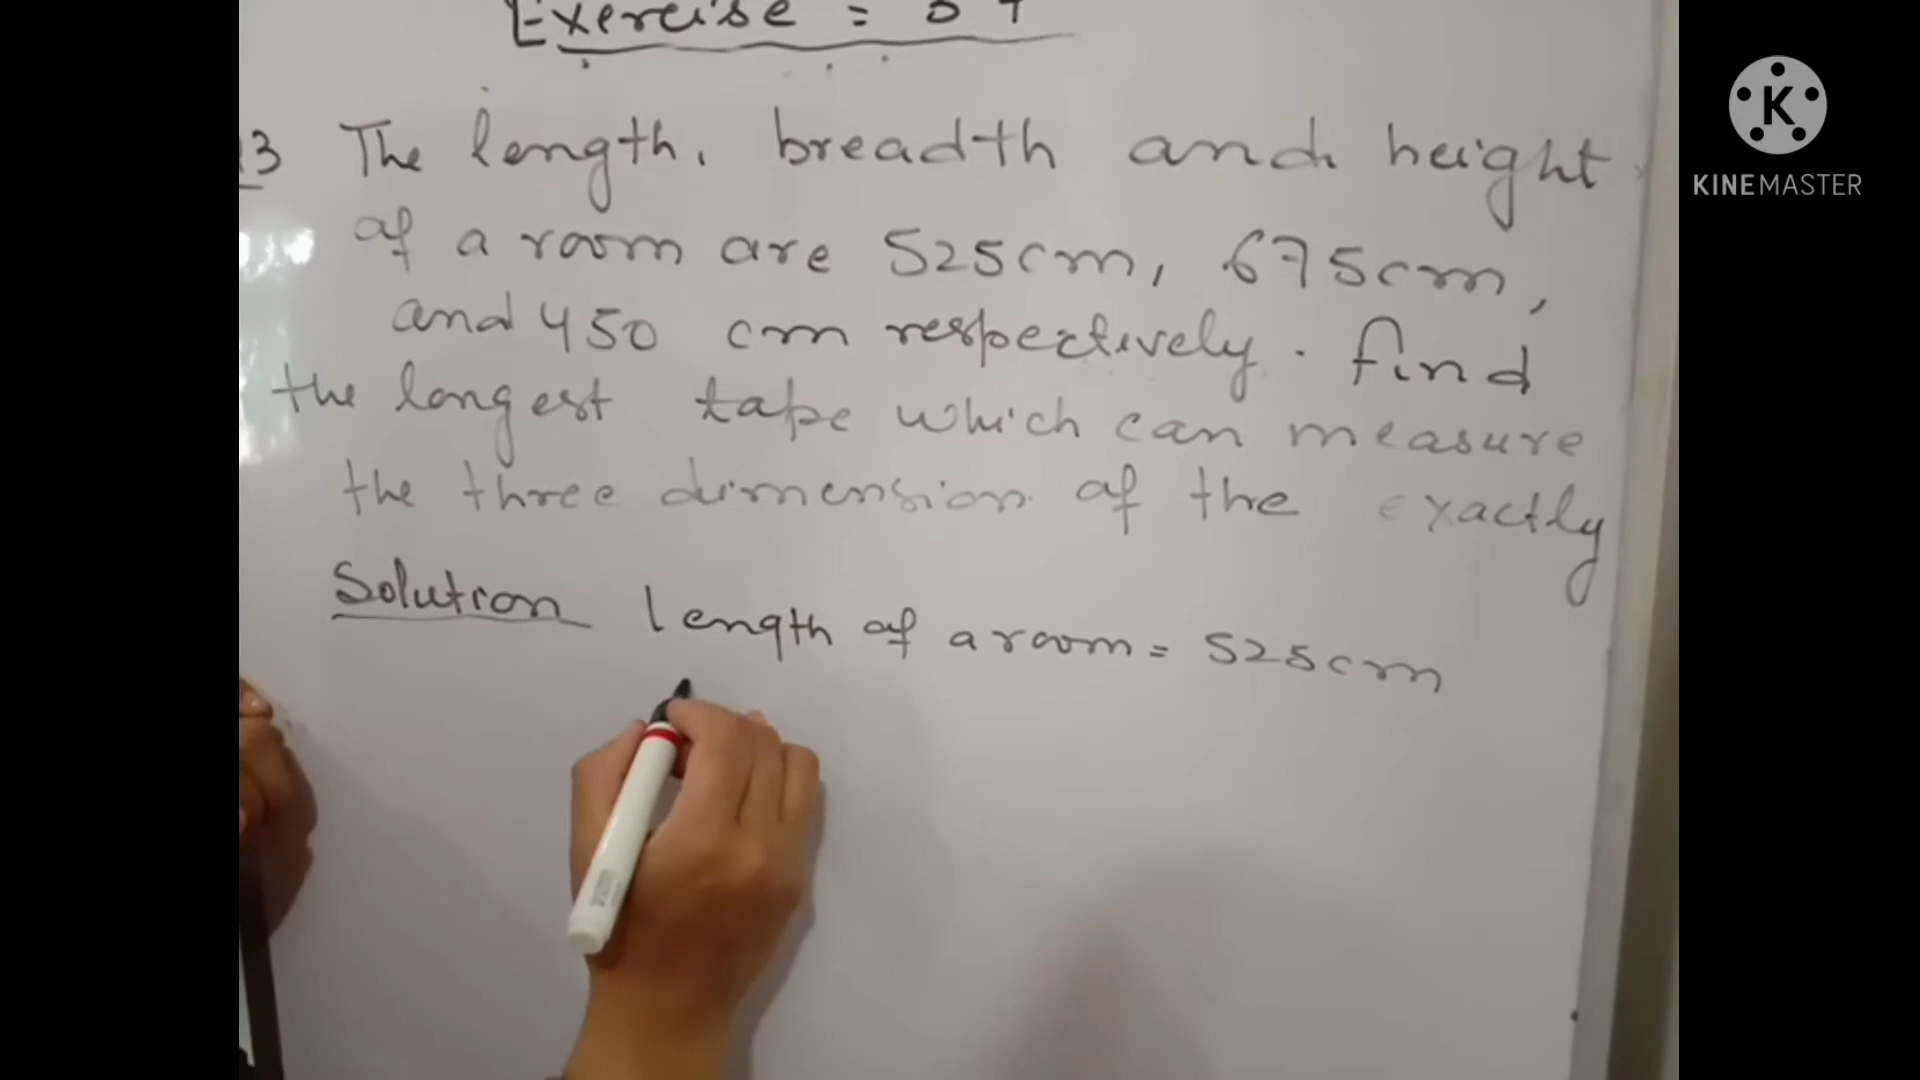 Exercise =
3 The length, breadth and height
of a room are 525cm, 675cm,
and 450 cm respectively. find
the longest tape which can measure
the three dimension of the exactly
Solution length of a room = 525cm
K
KINEMASTER